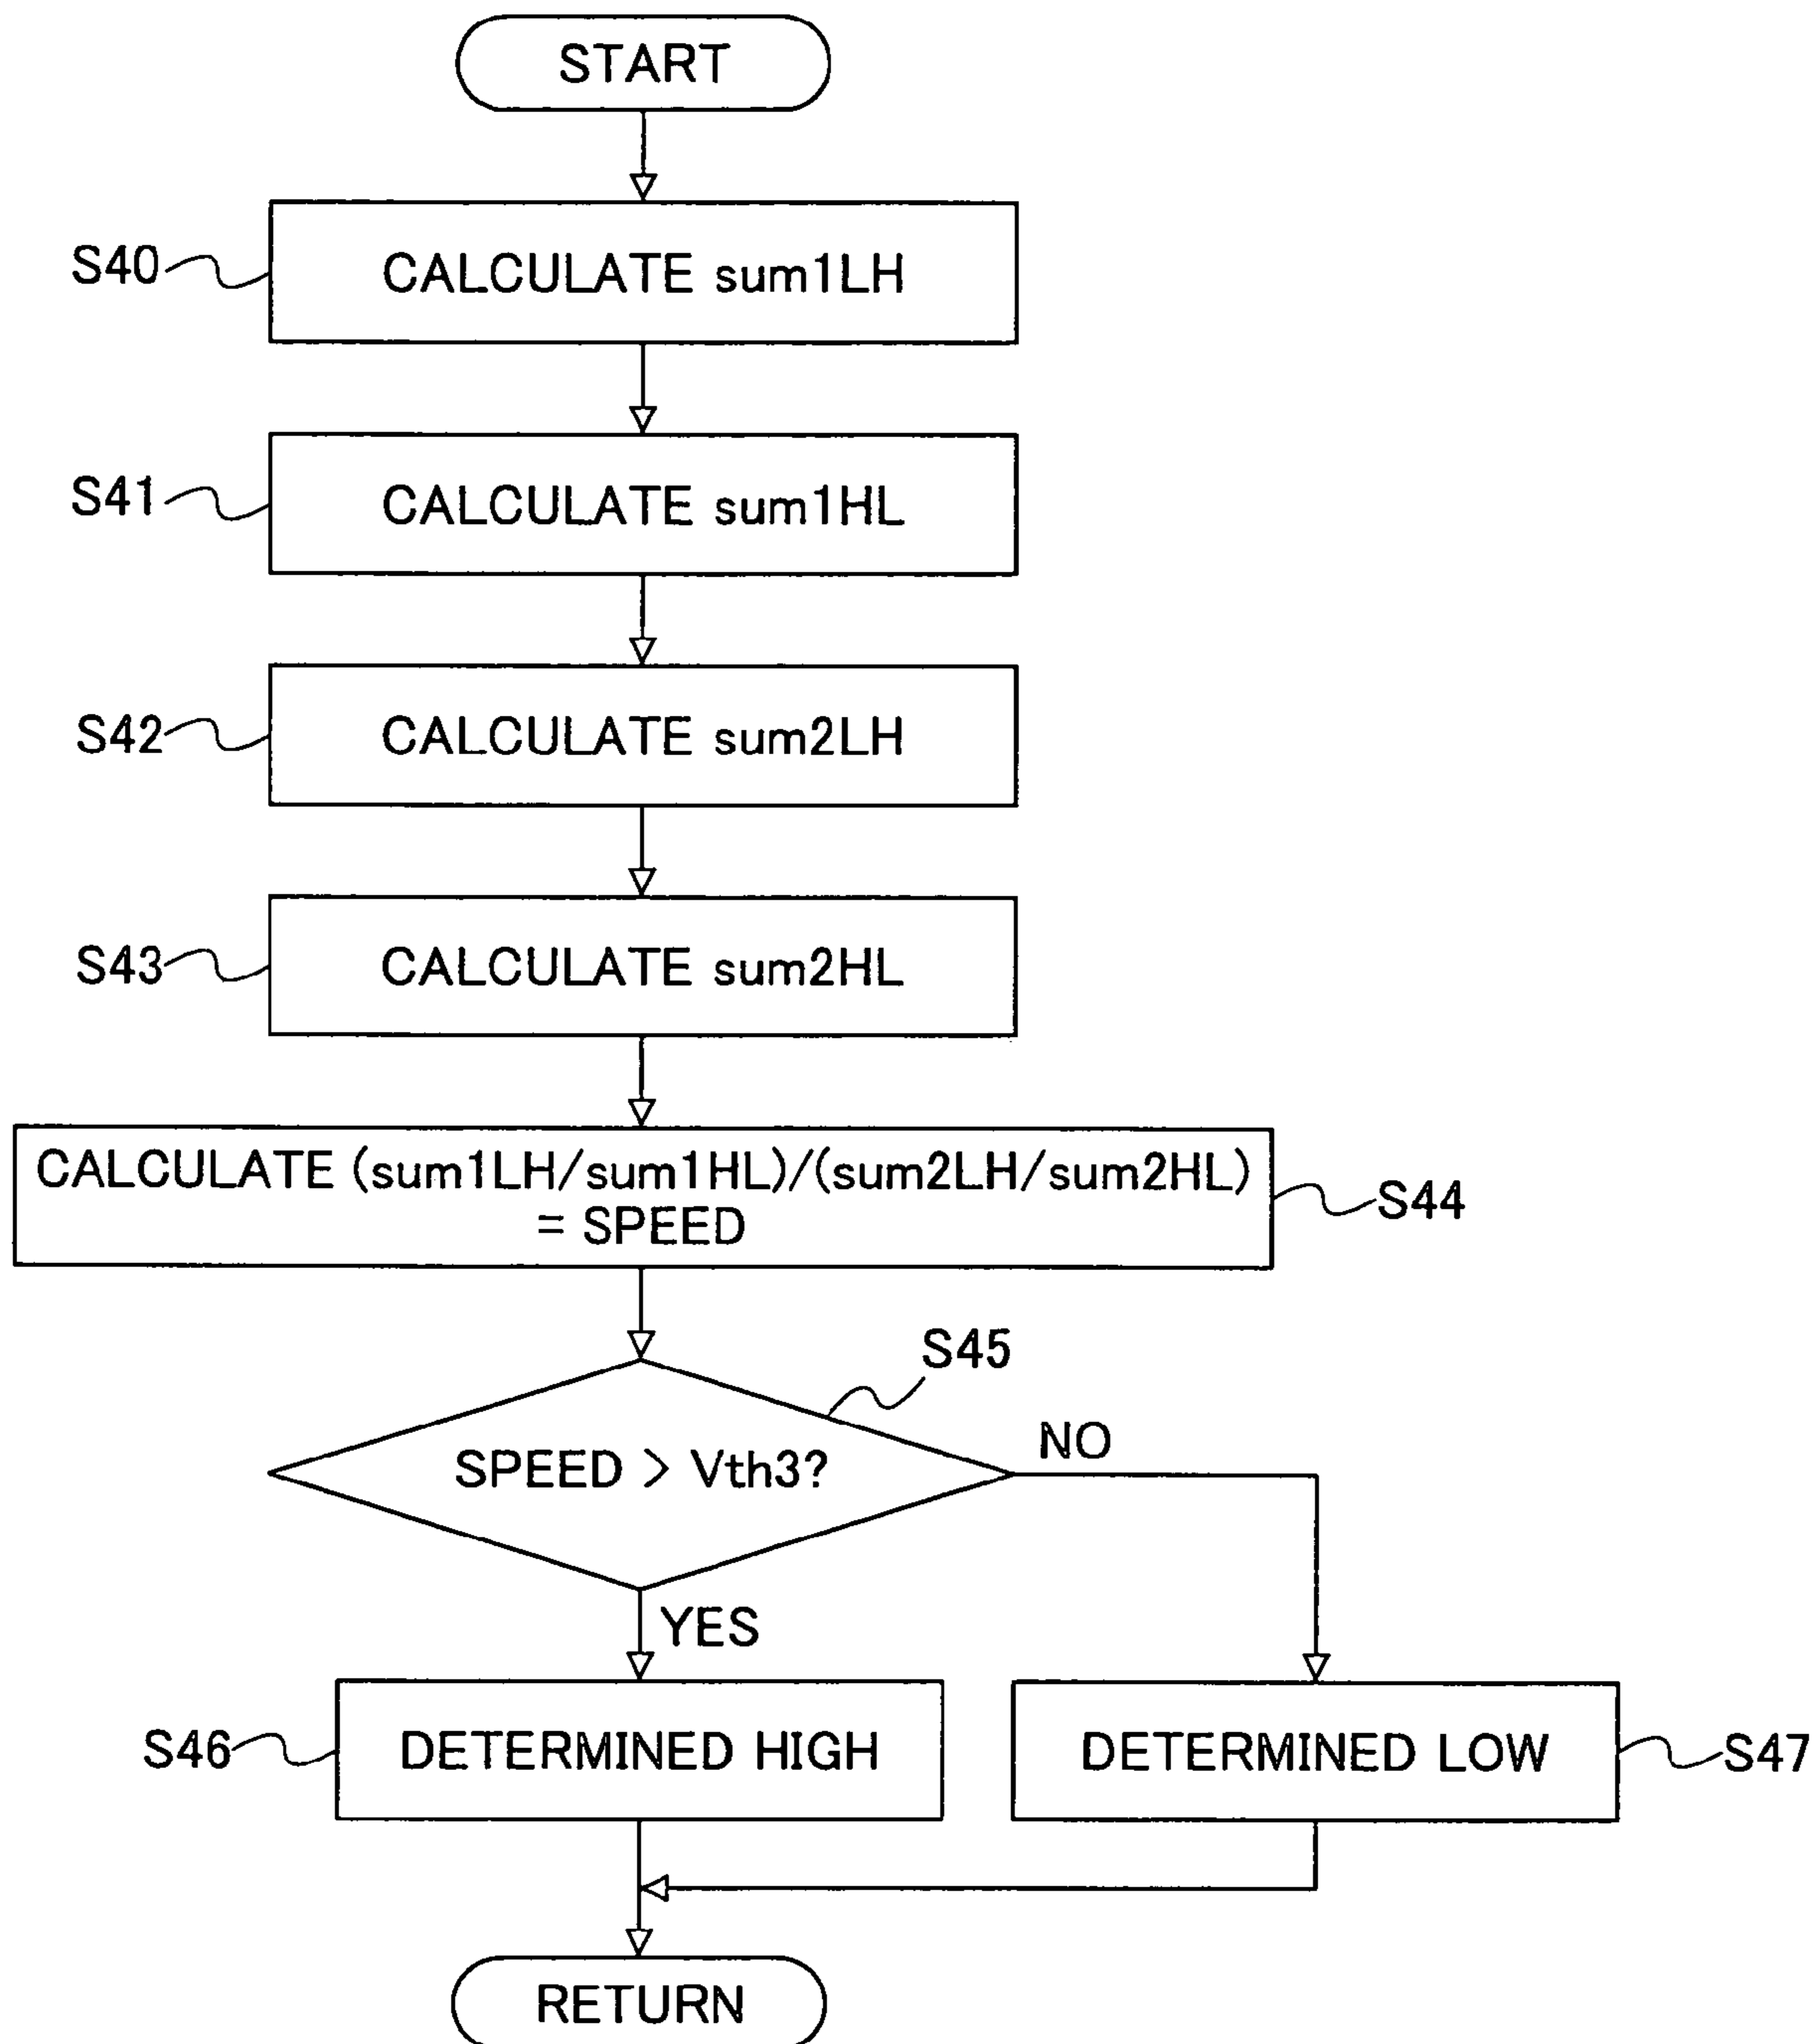 START
S40
CALCULATE sum1LH
S41
CALCULATE sum1HL
S42
CALCULATE sum2LH
S43
CALCULATE sum2HL
CALCULATE (sum1LH/sum1HL)/(sum2LH/sum2HL)
= SPEED
S44
S45
SPEED > Vth3?
NO
YES
S46
DETERMINED HIGH
DETERMINED LOW
S47
RETURN